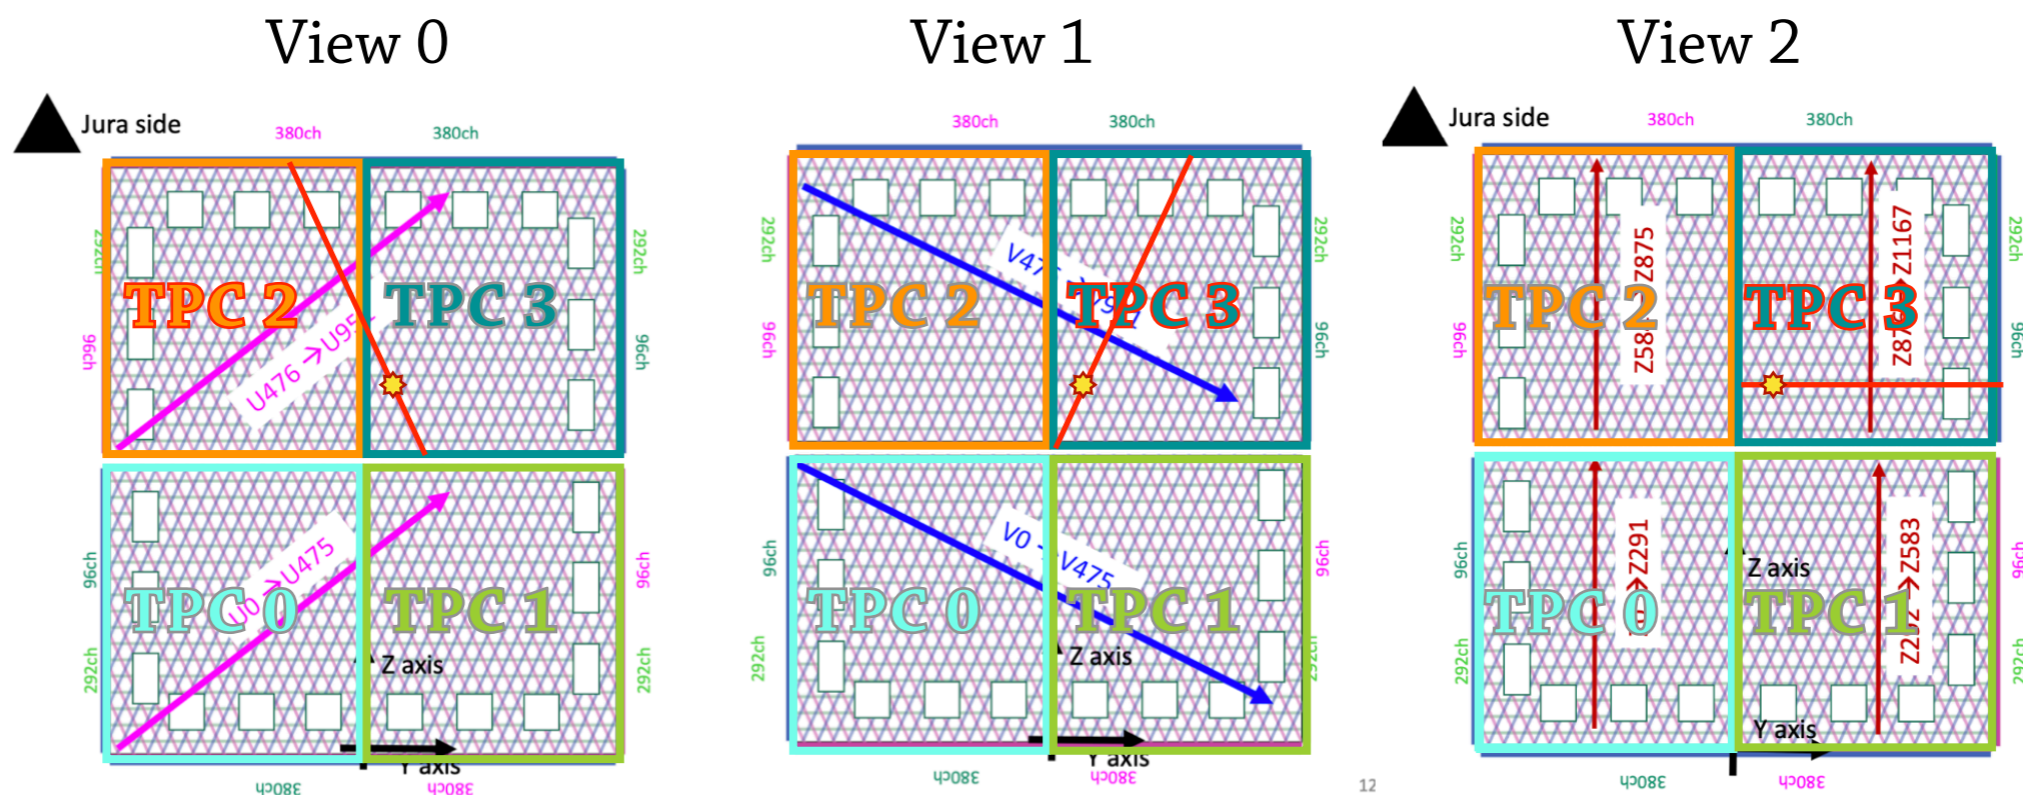 View 0
View 1
View 2
Jura side
380ch
380ch
292ch
292ch
96ch
96ch
TPC 2
TPC 3
U476 →
U0 → U475
TPC 0
TPC 1
96ch
96ch
292ch
292ch
Z axis
Y axis
380ch
380ch
380ch
380ch
292ch
292ch
96ch
96ch
TPC 2
TPC 3
V0
V475
TPC 0
TPC 1
96ch
96ch
292ch
292ch
Z axis
Y axis
380ch
380ch
12
Jura side
380ch
380ch
292ch
292ch
96ch
96ch
TPC 2
TPC 3
Z875
Z1167
→ Z291
→ Z583
Z axis
TPC 0
TPC 1
96ch
96ch
292ch
292ch
Y axis
380ch
380ch